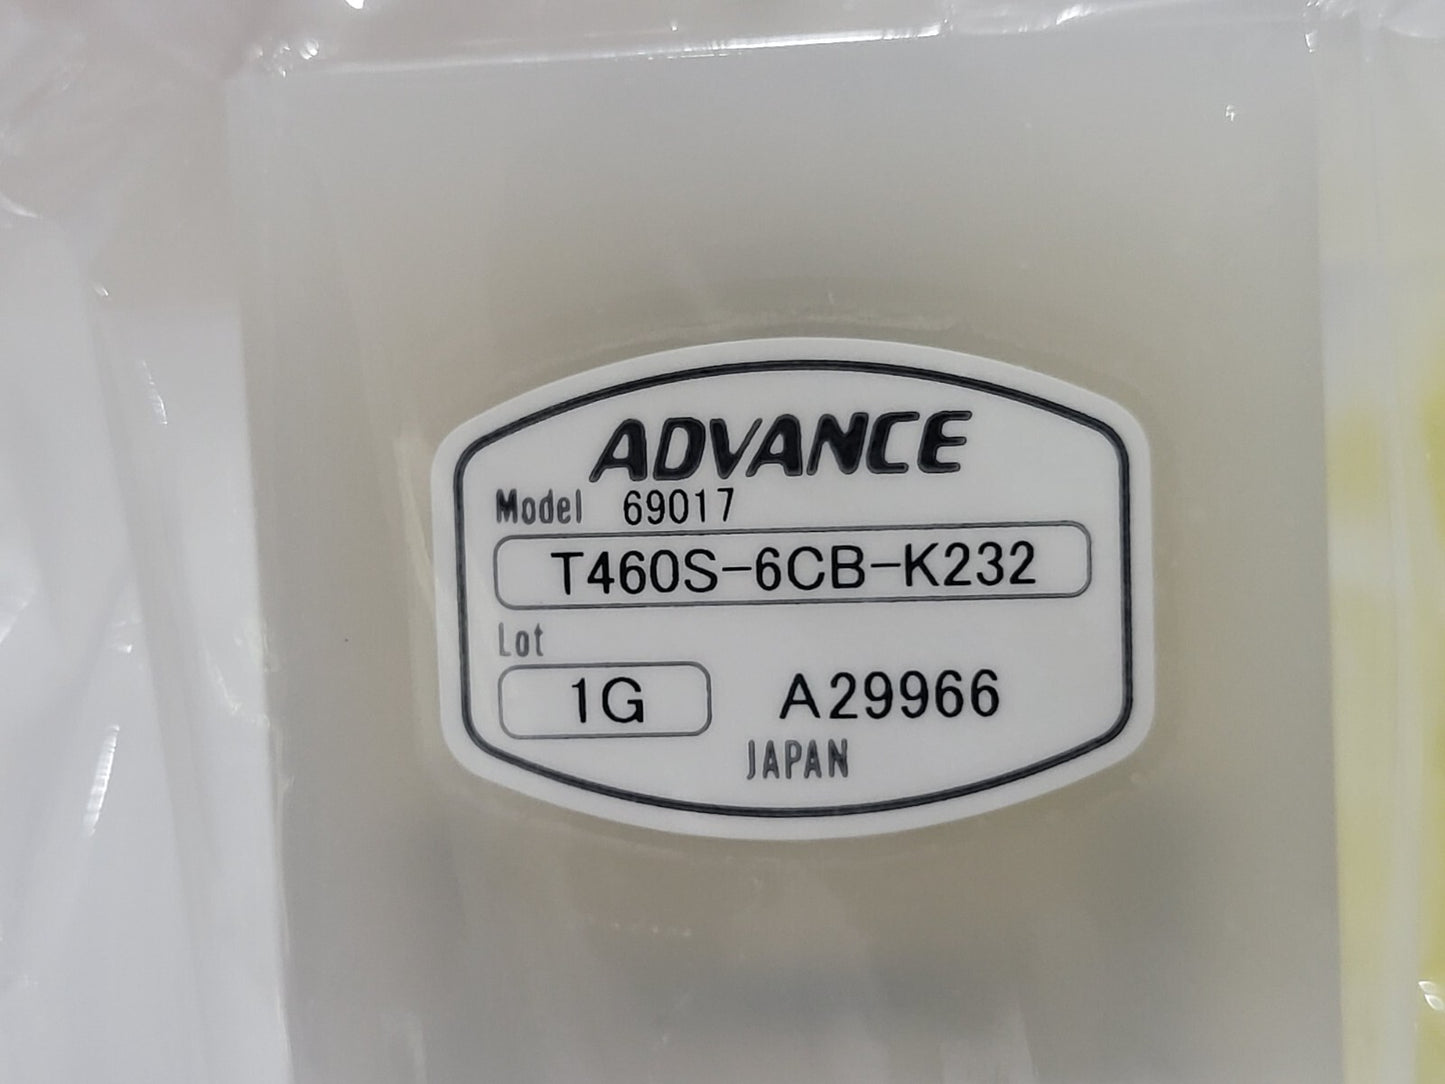 ADVANCE
Model 69017
T460S-6CB-K232
Lot
1G A29966
JAPAN